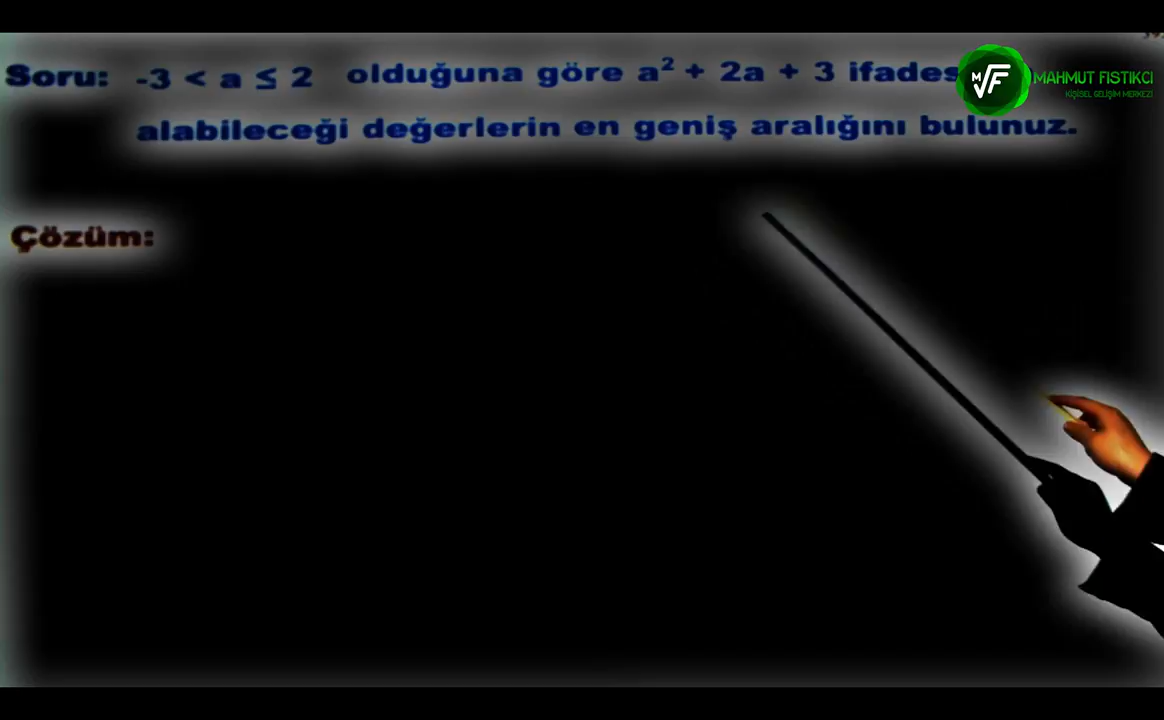 Soru: -3 < a ≤ 2 olduğuna göre a² + 2a + 3 ifades
alabileceği değerlerin en geniş aralığını bulunuz.
Çözüm:
MF
MAHMUT FISTIKCI
KİŞİSEL GELİŞİM MERKEZİ